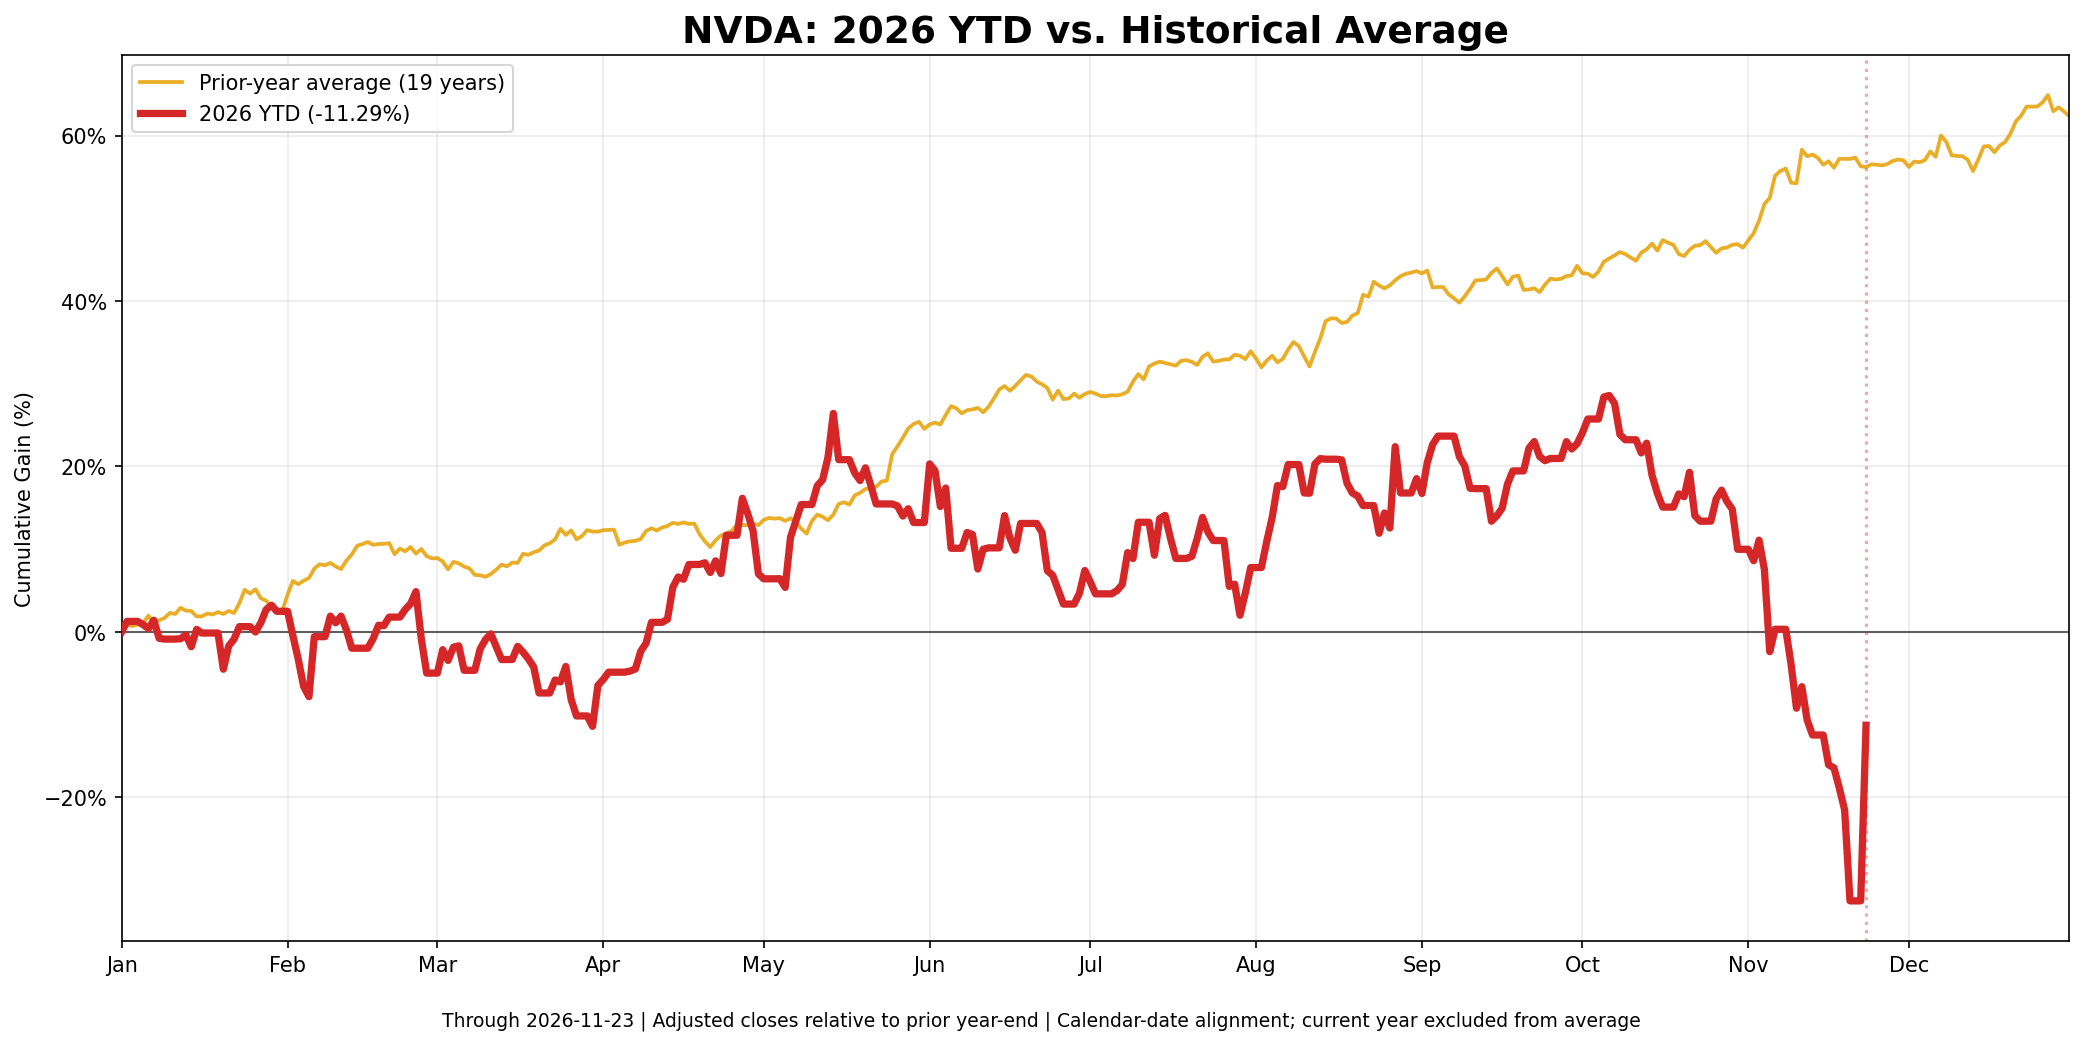 NVDA: 2026 YTD vs. Historical Average
Prior-year average (19 years)
2026 YTD (-11.29%)
Cumulative Gain (%)
60%
40%
20%
0%
−20%
Jan Feb Mar Apr May Jun Jul Aug Sep Oct Nov Dec
Through 2026-11-23 | Adjusted closes relative to prior year-end | Calendar-date alignment; current year excluded from average